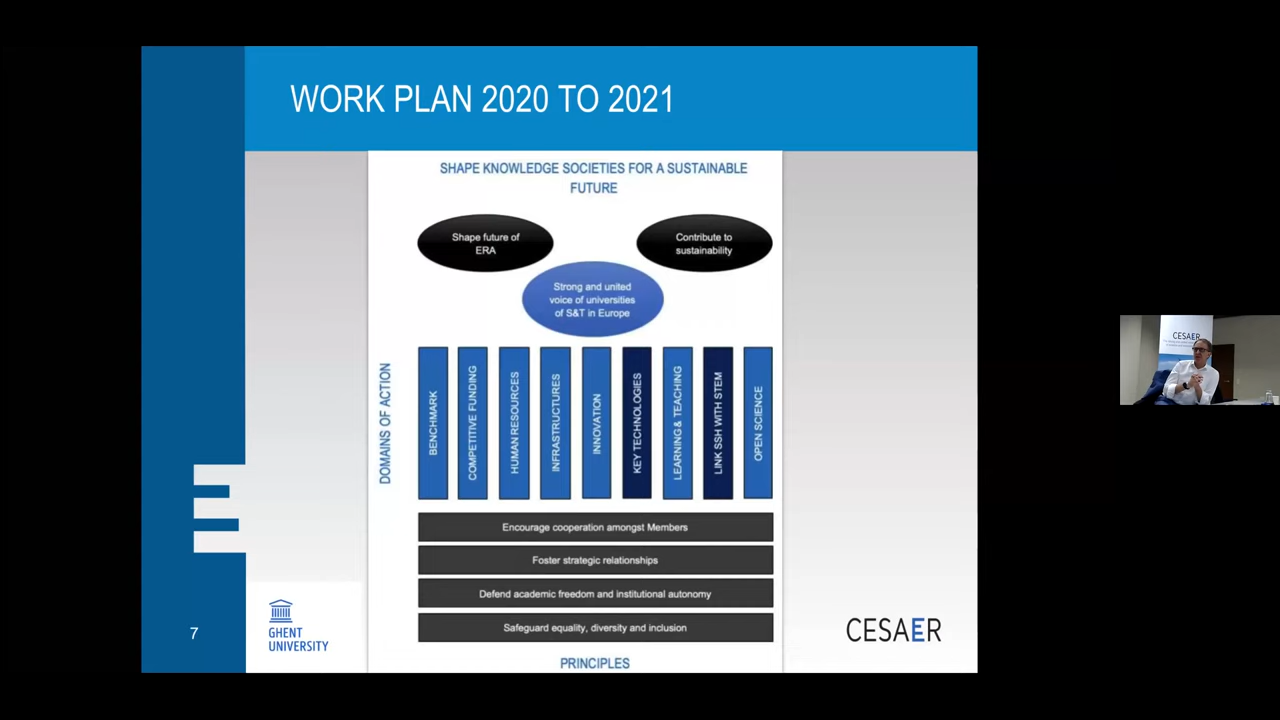 WORK PLAN 2020 TO 2021
SHAPE KNOWLEDGE SOCIETIES FOR A SUSTAINABLE
FUTURE
Shape future of
ERA
Contribute to
sustainability
Strong and united
voice of universities
of S&T in Europe
DOMAINS OF ACTION
BENCHMARK
COMPETITIVE FUNDING
HUMAN RESOURCES
INFRASTRUCTURES
INNOVATION
KEY TECHNOLOGIES
LEARNING & TEACHING
LINK SSH WITH STEM
OPEN SCIENCE
Encourage cooperation amongst Members
Foster strategic relationships
Defend academic freedom and institutional autonomy
Safeguard equality, diversity and inclusion
PRINCIPLES
7
GHENT
UNIVERSITY
CESAER
CESAER